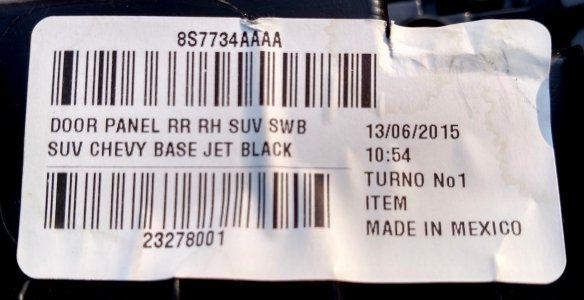 8S7734AAAA
DOOR PANEL RR RH SUV SWB
SUV CHEVY BASE JET BLACK
23278001
13/06/2015
10:54
TURNO No1
ITEM
MADE IN MEXICO